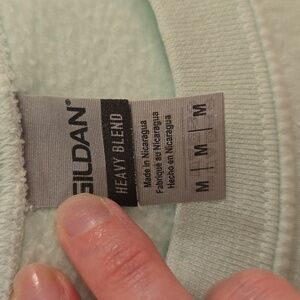 GILDAN®
HEAVY BLEND
Made in Nicaragua
Fabriqué au Nicaragua
Hecho en Nicaragua
M | M | M